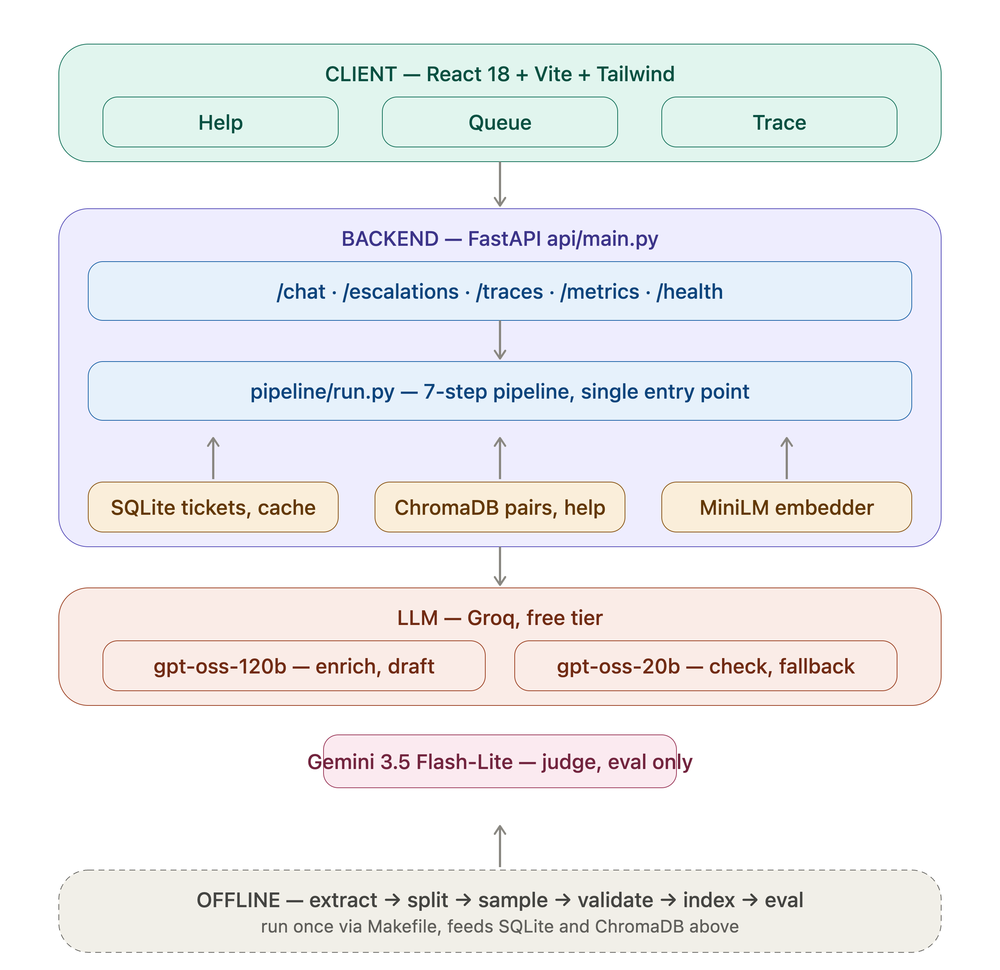 CLIENT — React 18 + Vite + Tailwind
Help
Queue
Trace
BACKEND — FastAPI api/main.py
/chat · /escalations · /traces · /metrics · /health
pipeline/run.py — 7-step pipeline, single entry point
SQLite tickets, cache
ChromaDB pairs, help
MiniLM embedder
LLM — Groq, free tier
gpt-oss-120b — enrich, draft
gpt-oss-20b — check, fallback
Gemini 3.5 Flash-Lite — judge, eval only
OFFLINE — extract → split → sample → validate → index → eval
run once via Makefile, feeds SQLite and ChromaDB above